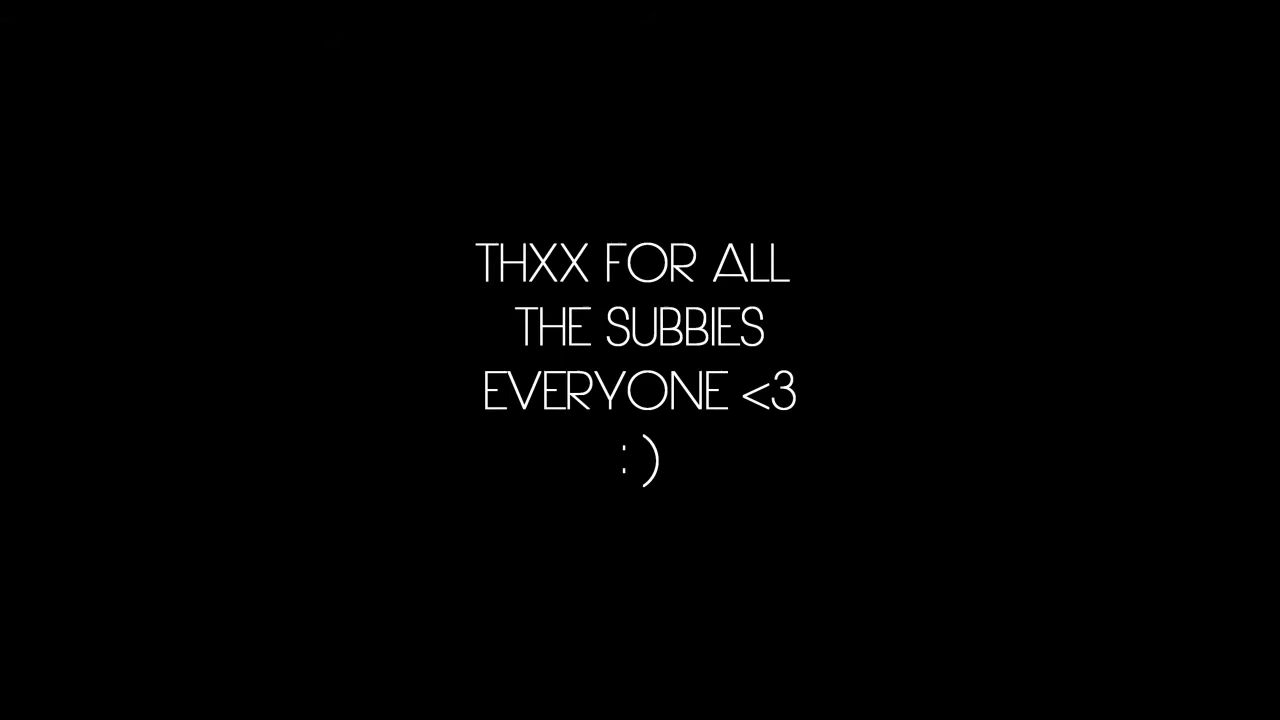 THXX FOR ALL
THE SUBBIES
EVERYONE <3
: )